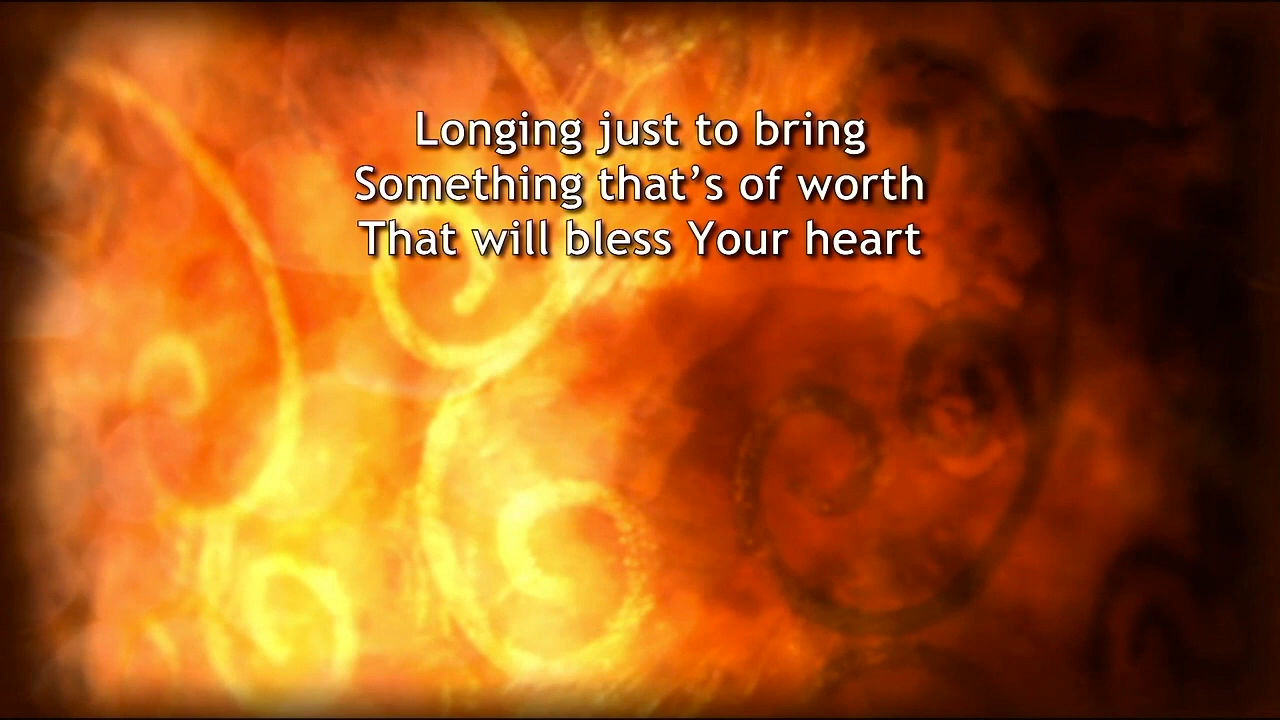 Longing just to bring
Something that’s of worth
That will bless Your heart